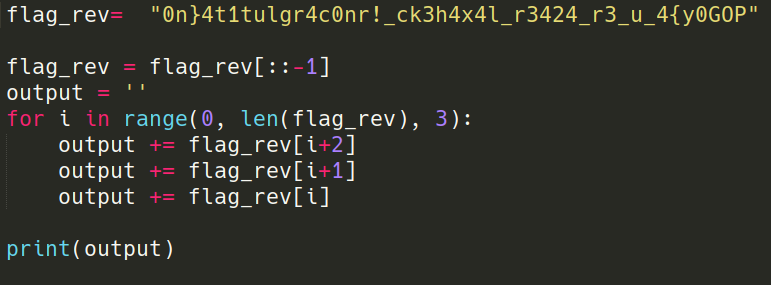 flag_rev=  "0n}4t1tulgr4c0nr!_ck3h4x4l_r3424_r3_u_4{y0GOP"
flag_rev = flag_rev[::-1]
output = ''
for i in range(0, len(flag_rev), 3):
    output += flag_rev[i+2]
    output += flag_rev[i+1]
    output += flag_rev[i]
print(output)